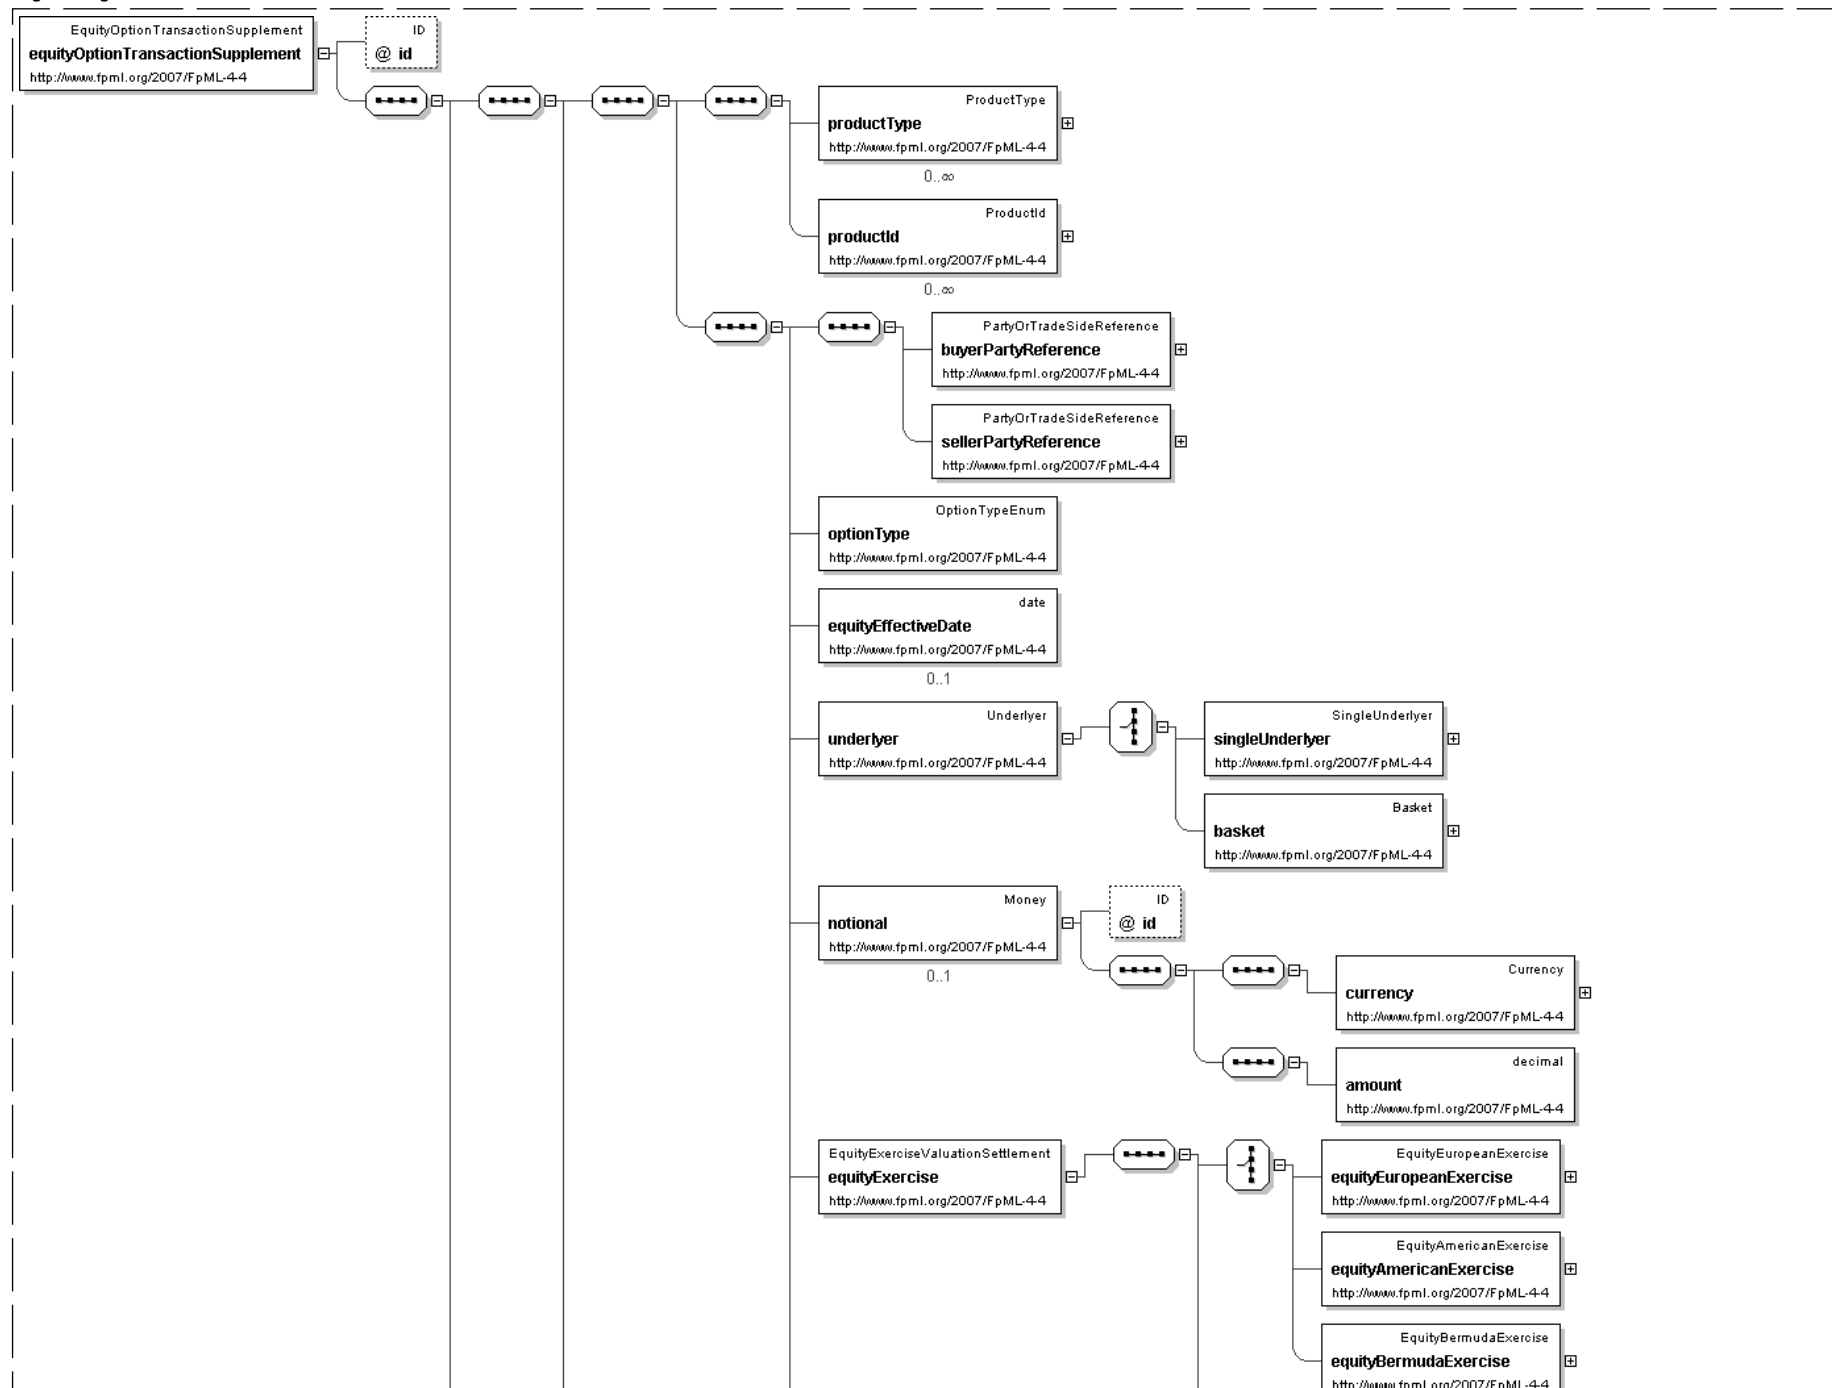 EquityOptionTransactionSupplement
equityOptionTransactionSupplement
http://www.fpml.org/2007/FpML-4-4
ID
@ id
ProductType
productType
http://www.fpml.org/2007/FpML-4-4
0..∞
ProductId
productId
http://www.fpml.org/2007/FpML-4-4
0..∞
PartyOrTradeSideReference
buyerPartyReference
http://www.fpml.org/2007/FpML-4-4
PartyOrTradeSideReference
sellerPartyReference
http://www.fpml.org/2007/FpML-4-4
OptionTypeEnum
optionType
http://www.fpml.org/2007/FpML-4-4
date
equityEffectiveDate
http://www.fpml.org/2007/FpML-4-4
0..1
Underlyer
underlyer
http://www.fpml.org/2007/FpML-4-4
SingleUnderlyer
singleUnderlyer
http://www.fpml.org/2007/FpML-4-4
Basket
basket
http://www.fpml.org/2007/FpML-4-4
Money
notional
http://www.fpml.org/2007/FpML-4-4
0..1
ID
@ id
Currency
currency
http://www.fpml.org/2007/FpML-4-4
decimal
amount
http://www.fpml.org/2007/FpML-4-4
EquityExerciseValuationSettlement
equityExercise
http://www.fpml.org/2007/FpML-4-4
EquityEuropeanExercise
equityEuropeanExercise
http://www.fpml.org/2007/FpML-4-4
EquityAmericanExercise
equityAmericanExercise
http://www.fpml.org/2007/FpML-4-4
EquityBermudaExercise
equityBermudaExercise
http://www.fpml.org/2007/FpML-4-4